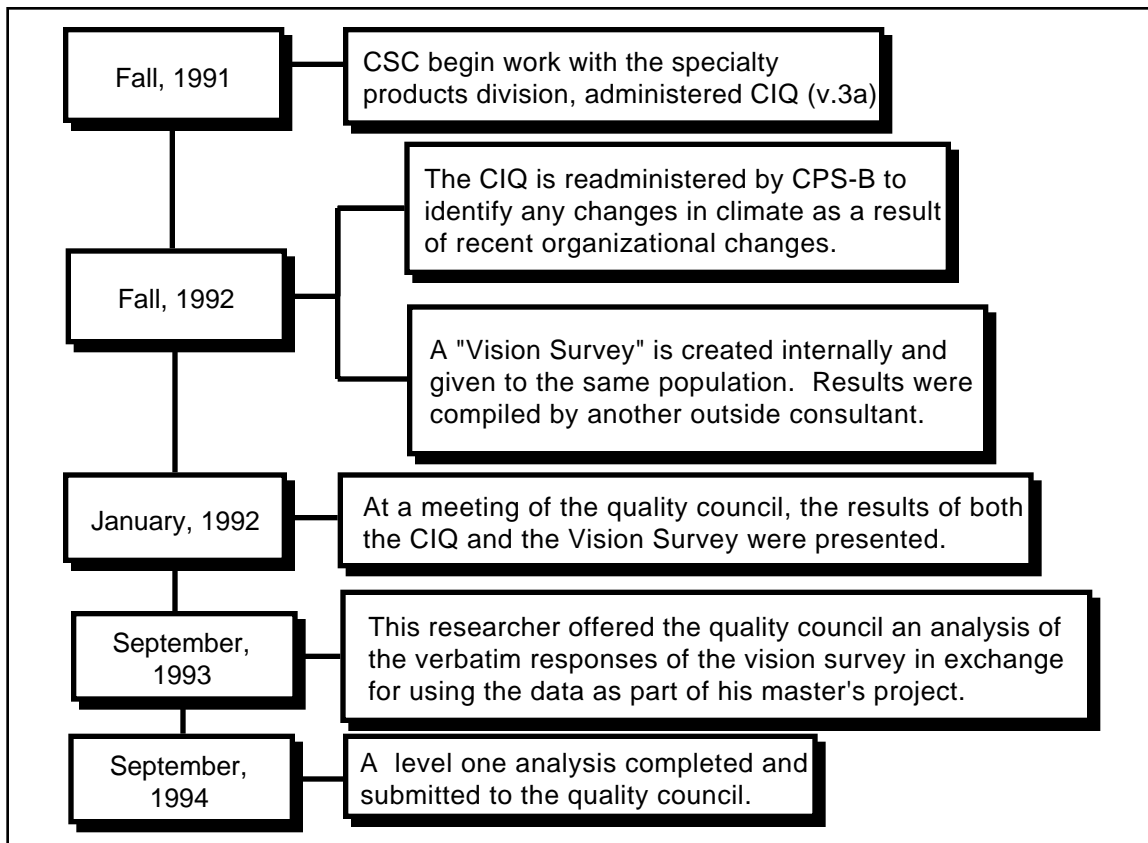 Fall, 1991
CSC begin work with the specialty
products division, administered CIQ (v.3a)
The CIQ is readministered by CPS-B to
identify any changes in climate as a result
of recent organizational changes.
Fall, 1992
A "Vision Survey" is created internally and
given to the same population.  Results were
compiled by another outside consultant.
January, 1992
At a meeting of the quality council, the results of both
the CIQ and the Vision Survey were presented.
September,
1993
This researcher offered the quality council an analysis of
the verbatim responses of the vision survey in exchange
for using the data as part of his master's project.
September,
1994
A  level one analysis completed and
submitted to the quality council.